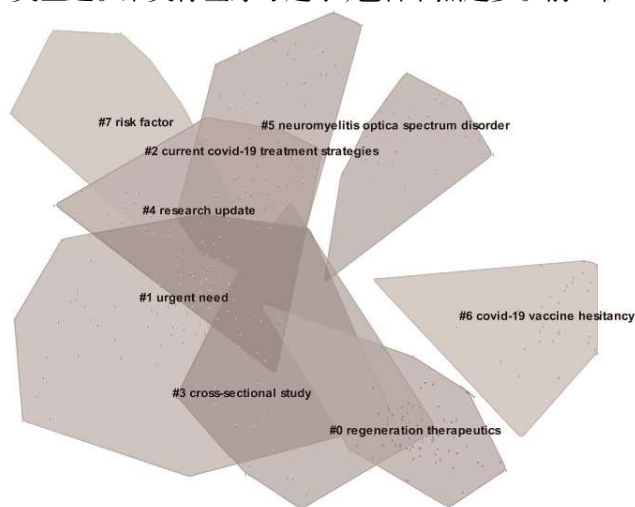 #7 risk factor
#5 neuromyelitis optica spectrum disorder
#2 current covid-19 treatment strategies
#4 research update
#1 urgent need
#6 covid-19 vaccine hesitancy
#3 cross-sectional study
#0 regeneration therapeutics